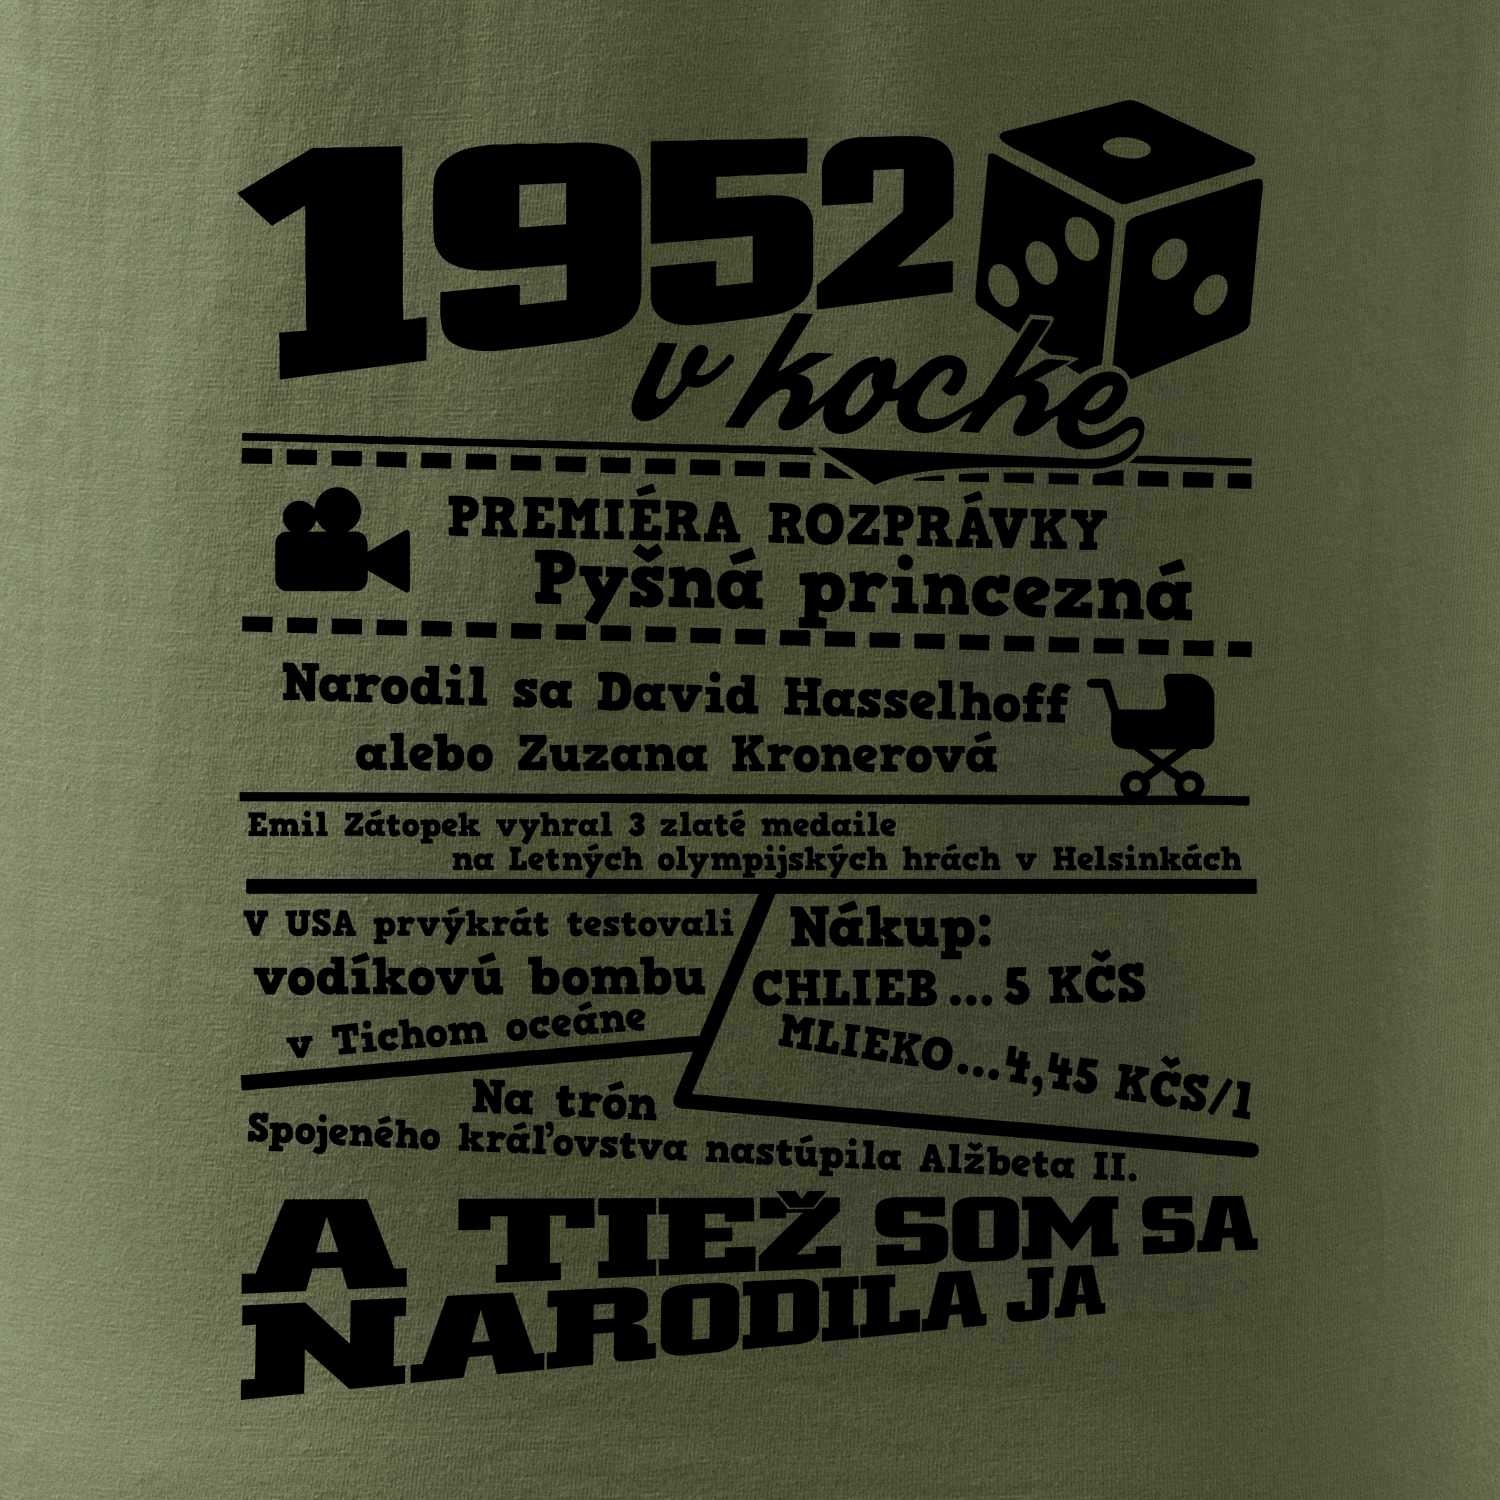 1952
v kocke
PREMIÉRA ROZPRÁVKY
Pyšná princezná
Narodil sa David Hasselhoff
alebo Zuzana Kronerová
Emil Zátopek vyhral 3 zlaté medaile
na Letných olympijských hrách v Helsinkách
V USA prvýkrát testovali
vodíkovú bombu
v Tichom oceáne
Nákup:
CHLIEB...5 KČS
MLIEKO...4,45 KČS/l
Na trón
Spojeného kráľovstva nastúpila Alžbeta II.
A TIEŽ SOM SA
NARODILA JA